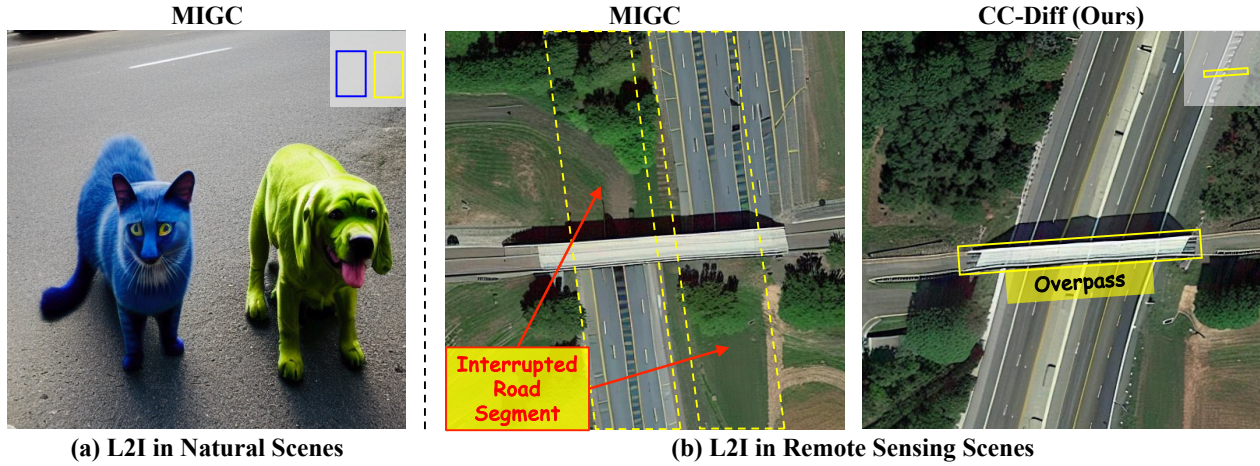 MIGC
MIGC
CC-Diff (Ours)
Overpass
Interrupted
Road
Segment
(a) L2I in Natural Scenes
(b) L2I in Remote Sensing Scenes